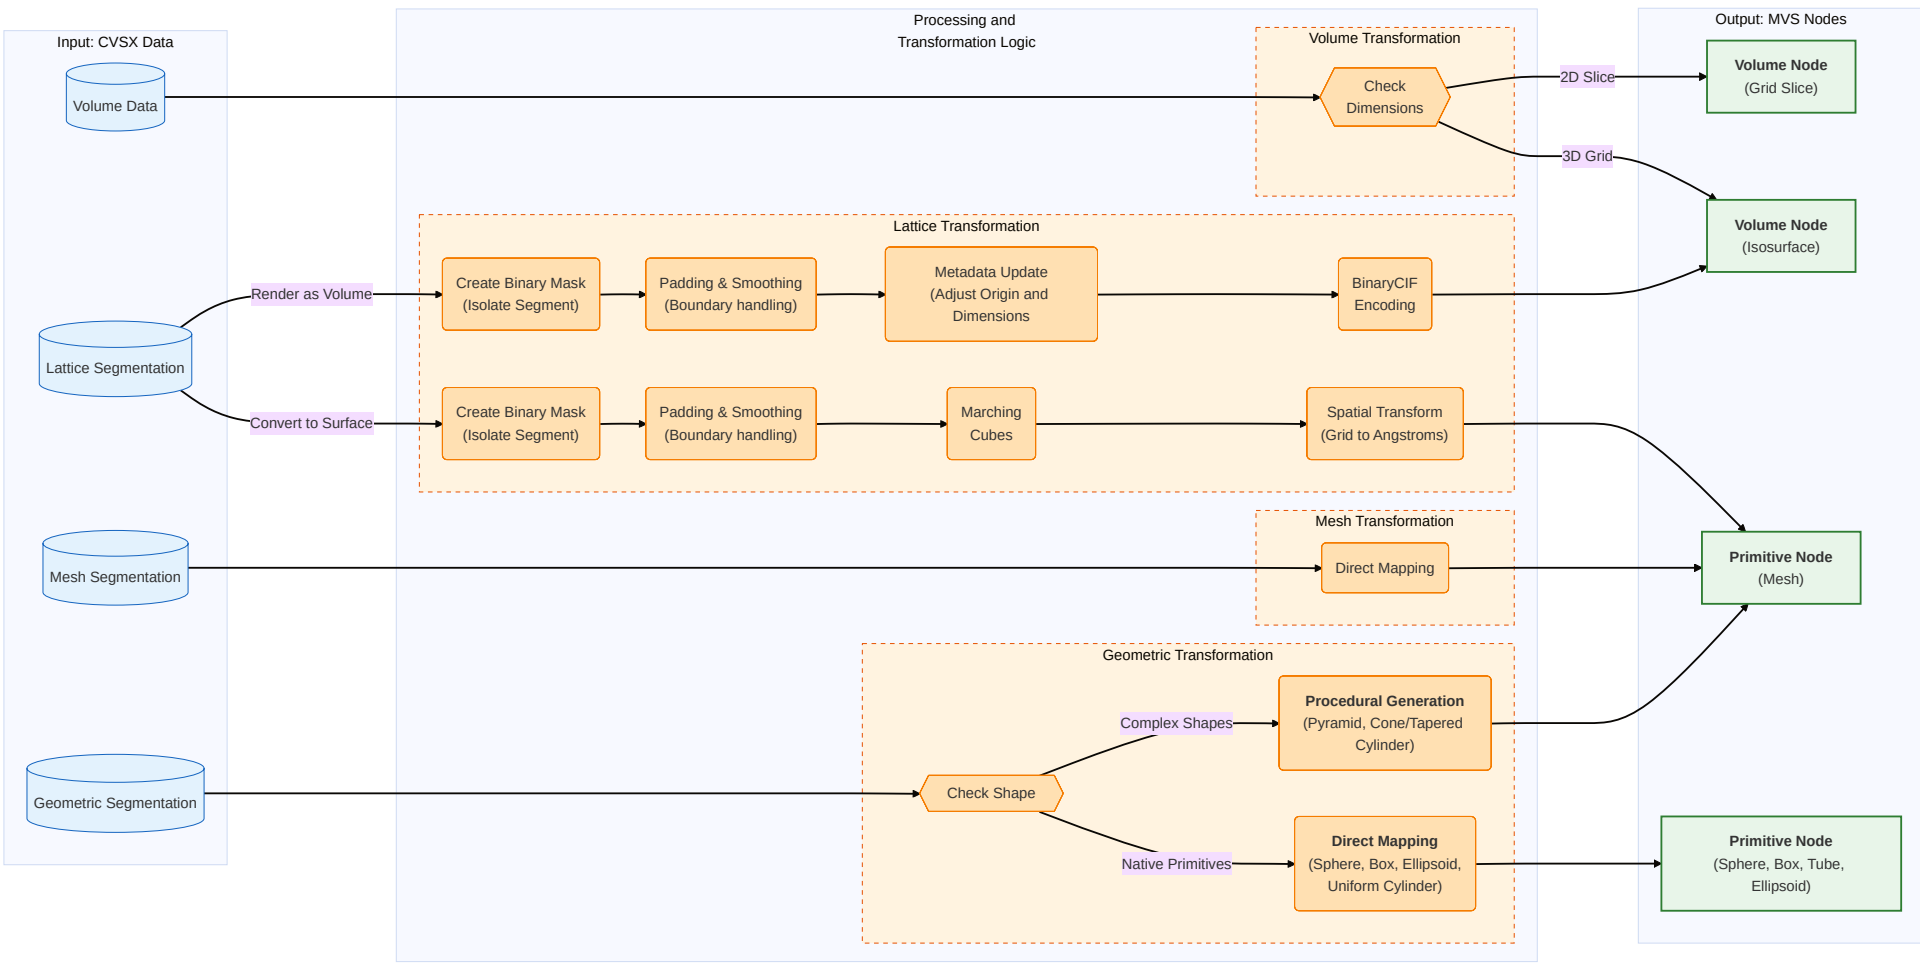 Input: CVSX Data
Volume Data
Lattice Segmentation
Mesh Segmentation
Geometric Segmentation
Render as Volume
Convert to Surface
Processing and
Transformation Logic
Volume Transformation
Check
Dimensions
2D Slice
3D Grid
Lattice Transformation
Create Binary Mask
(Isolate Segment)
Padding & Smoothing
(Boundary handling)
Metadata Update
(Adjust Origin and
Dimensions
BinaryCIF
Encoding
Create Binary Mask
(Isolate Segment)
Padding & Smoothing
(Boundary handling)
Marching
Cubes
Spatial Transform
(Grid to Angstroms)
Mesh Transformation
Direct Mapping
Geometric Transformation
Check Shape
Complex Shapes
Procedural Generation
(Pyramid, Cone/Tapered
Cylinder)
Native Primitives
Direct Mapping
(Sphere, Box, Ellipsoid,
Uniform Cylinder)
Output: MVS Nodes
Volume Node
(Grid Slice)
Volume Node
(Isosurface)
Primitive Node
(Mesh)
Primitive Node
(Sphere, Box, Tube,
Ellipsoid)